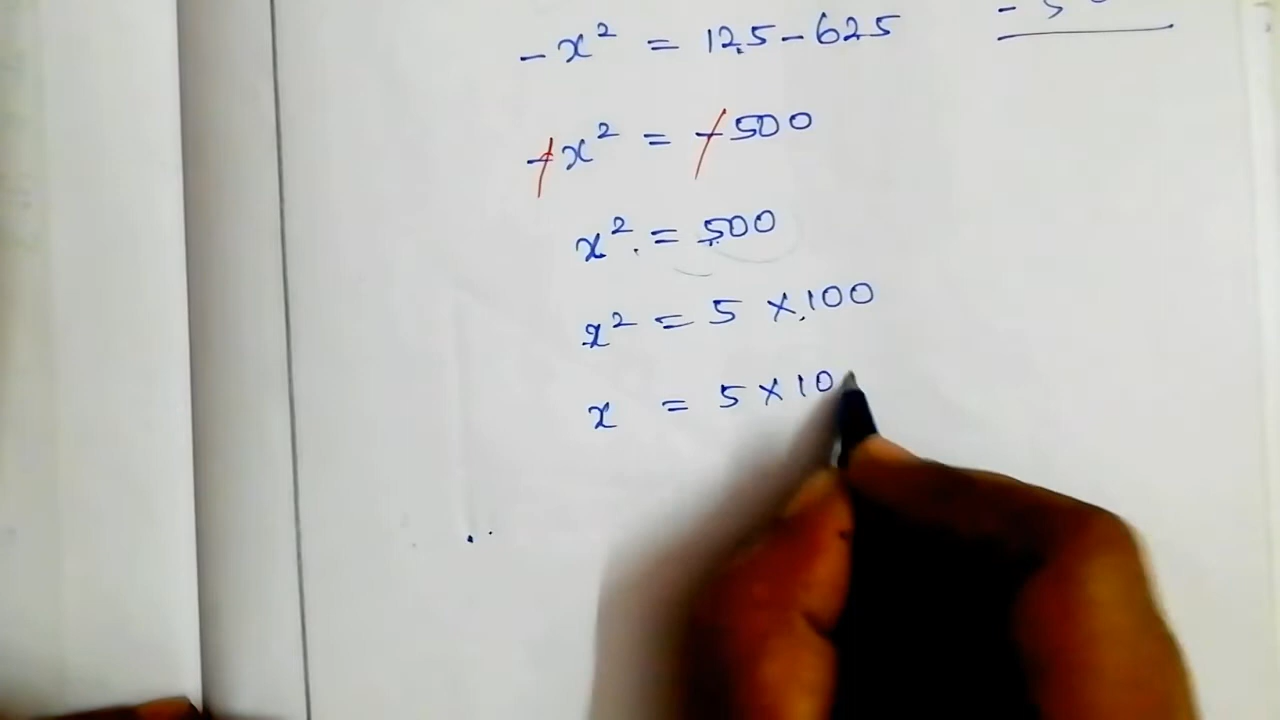 -x² = 125-625
-x² = -500
x² = 500
x² = 5 × 100
x = 5 × 10